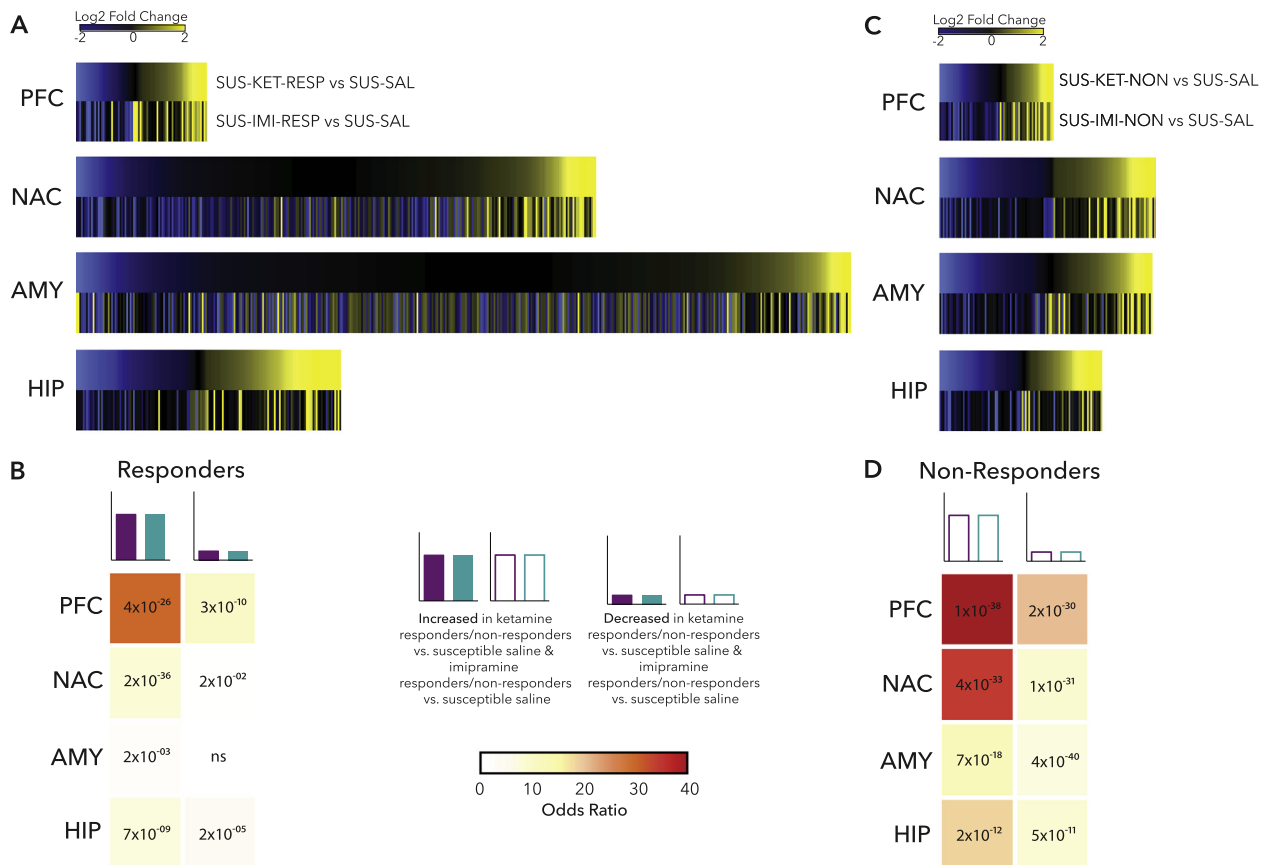 A
Log2 Fold Change
-2 0 2
PFC
SUS-KET-RESP vs SUS-SAL
SUS-IMI-RESP vs SUS-SAL
NAC
AMY
HIP
C
Log2 Fold Change
-2 0 2
PFC
SUS-KET-NON vs SUS-SAL
SUS-IMI-NON vs SUS-SAL
NAC
AMY
HIP
B
Responders
PFC 4x10⁻²⁶ 3x10⁻¹⁰
NAC 2x10⁻³⁶ 2x10⁻⁰²
AMY 2x10⁻⁰³ ns
HIP 7x10⁻⁰⁹ 2x10⁻⁰⁵
Increased in ketamine
responders/non-responders
vs. susceptible saline &
imipramine
responders/non-responders
vs. susceptible saline
Decreased in ketamine
responders/non-responders
vs. susceptible saline &
imipramine
responders/non-responders
vs. susceptible saline
0 10 20 30 40
Odds Ratio
D
Non-Responders
PFC 1x10⁻³⁸ 2x10⁻³⁰
NAC 4x10⁻³³ 1x10⁻³¹
AMY 7x10⁻¹⁸ 4x10⁻⁴⁰
HIP 2x10⁻¹² 5x10⁻¹¹